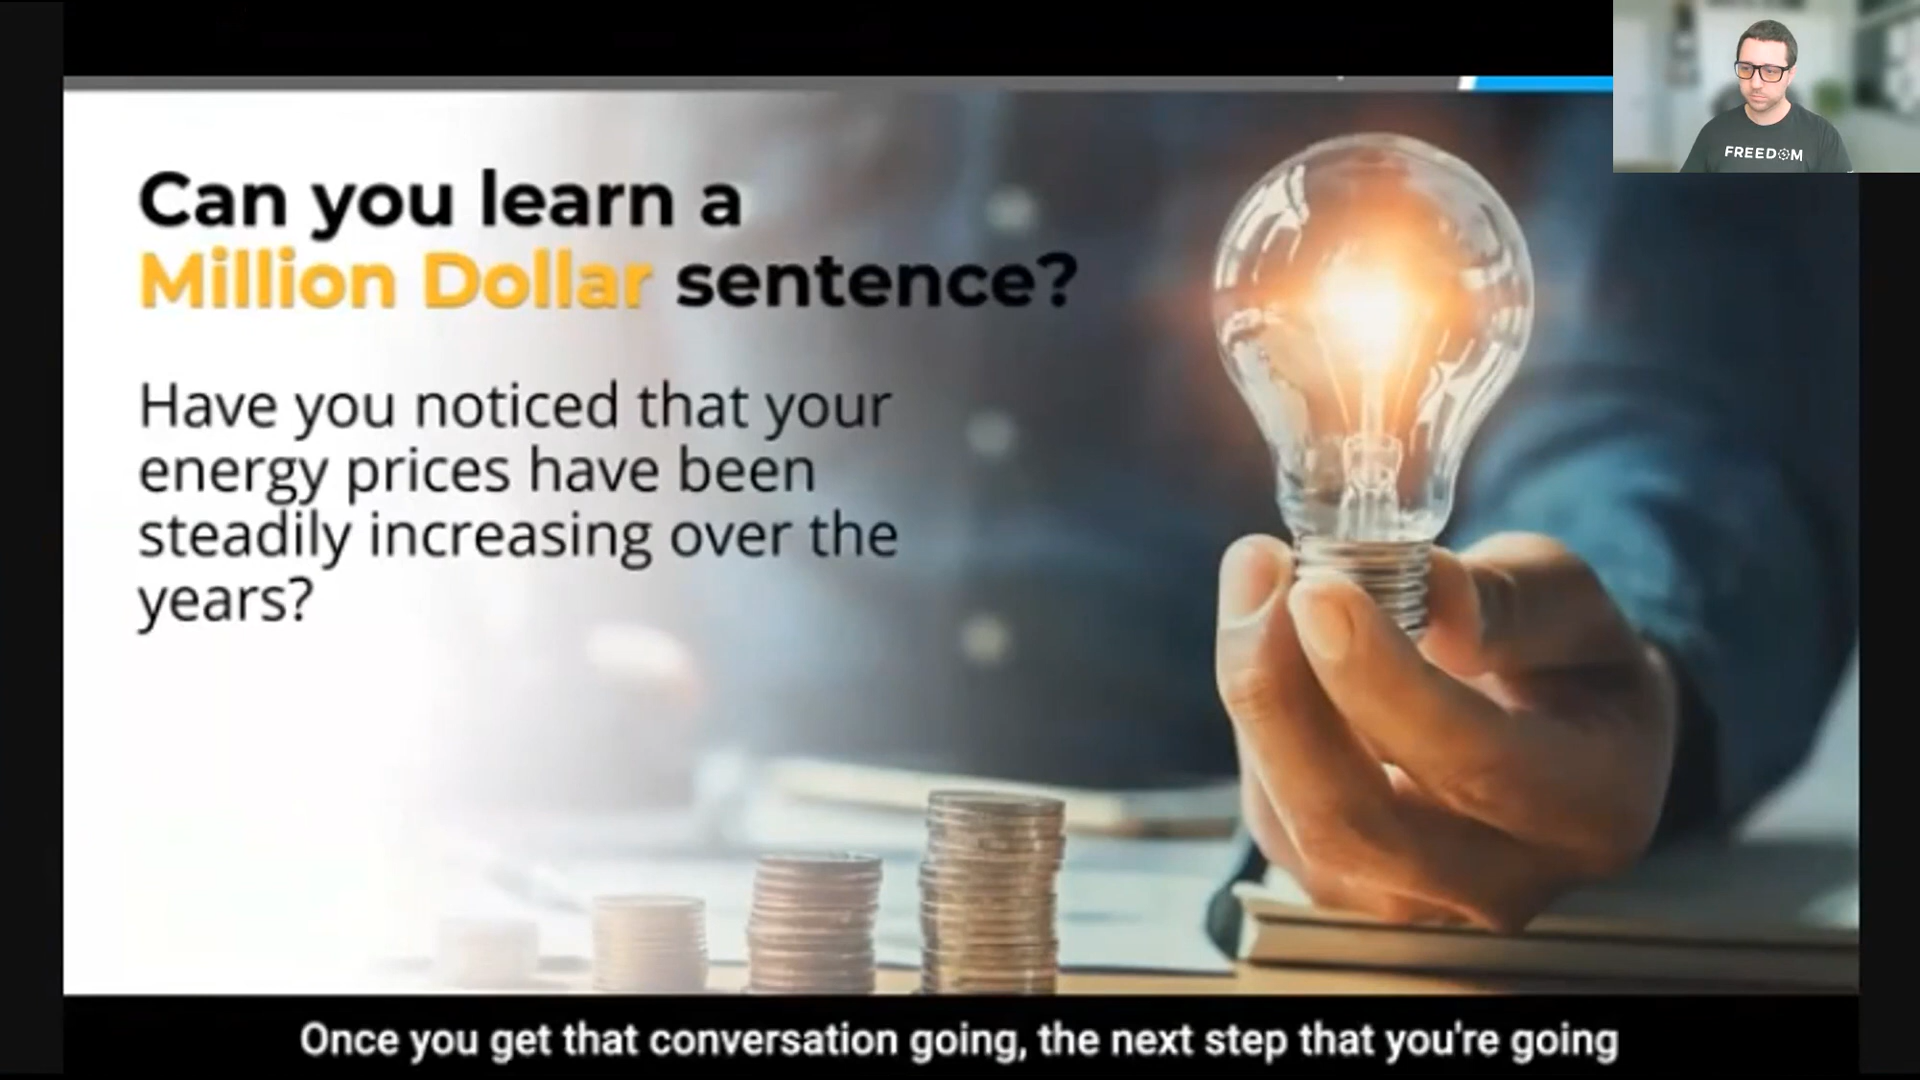 FREEDOM
Can you learn a
Million Dollar sentence?
Have you noticed that your
energy prices have been
steadily increasing over the
years?
Once you get that conversation going, the next step that you're going